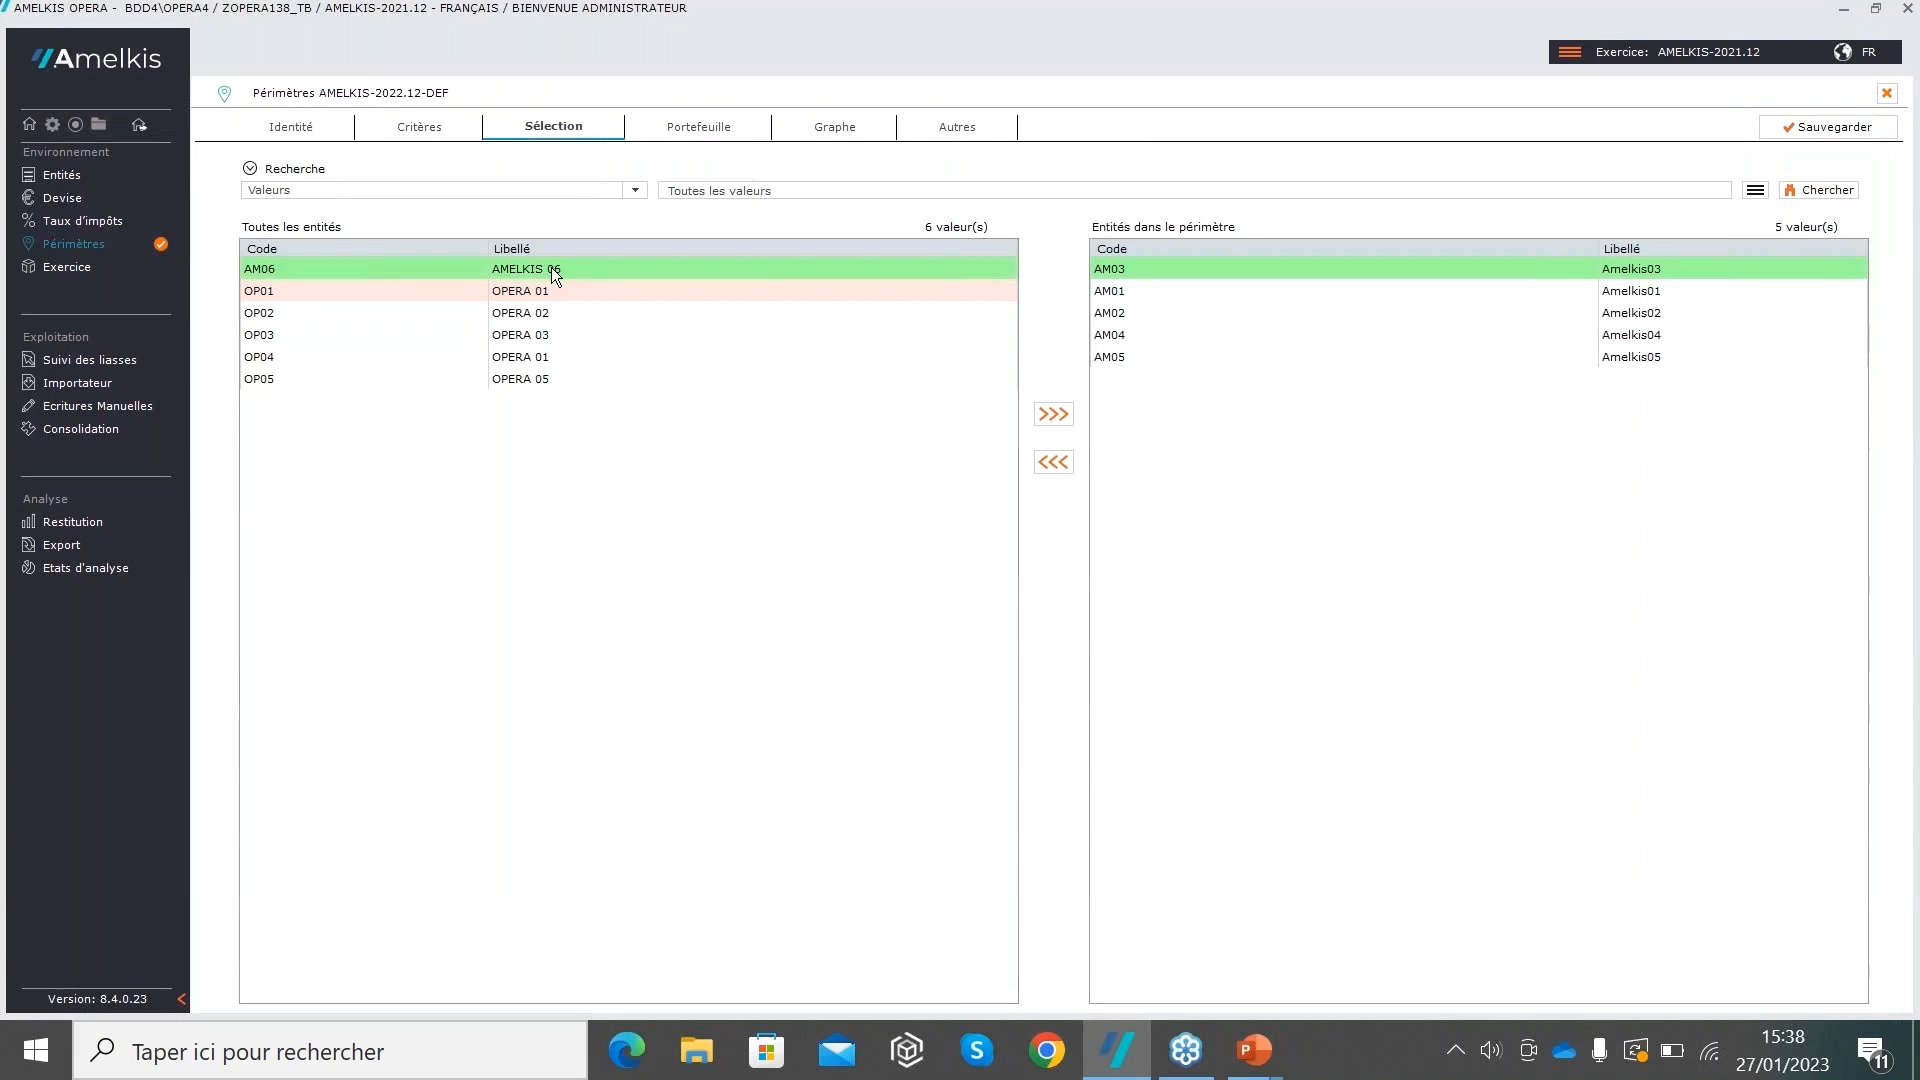 AMELKIS OPERA - BDD4\OPERA4 / ZOPERA138_TB / AMELKIS-2021.12 - FRANÇAIS / BIENVENUE ADMINISTRATEUR
Amelkis
Exercice: AMELKIS-2021.12 FR
Périmètres AMELKIS-2022.12-DEF
Identité Critères Sélection Portefeuille Graphe Autres Sauvegarder
Environnement
Entités
Devise
Taux d'impôts
Périmètres
Exercice
Exploitation
Suivi des liasses
Importateur
Ecritures Manuelles
Consolidation
Analyse
Restitution
Export
Etats d'analyse
Version: 8.4.0.23
Recherche
Valeurs Toutes les valeurs Chercher
Toutes les entités 6 valeur(s)
Code Libellé
AM06 AMELKIS 06
OP01 OPERA 01
OP02 OPERA 02
OP03 OPERA 03
OP04 OPERA 01
OP05 OPERA 05
>>>
<<<
Entités dans le périmètre 5 valeur(s)
Code Libellé
AM03 Amelkis03
AM01 Amelkis01
AM02 Amelkis02
AM04 Amelkis04
AM05 Amelkis05
Taper ici pour rechercher
15:38
27/01/2023
11